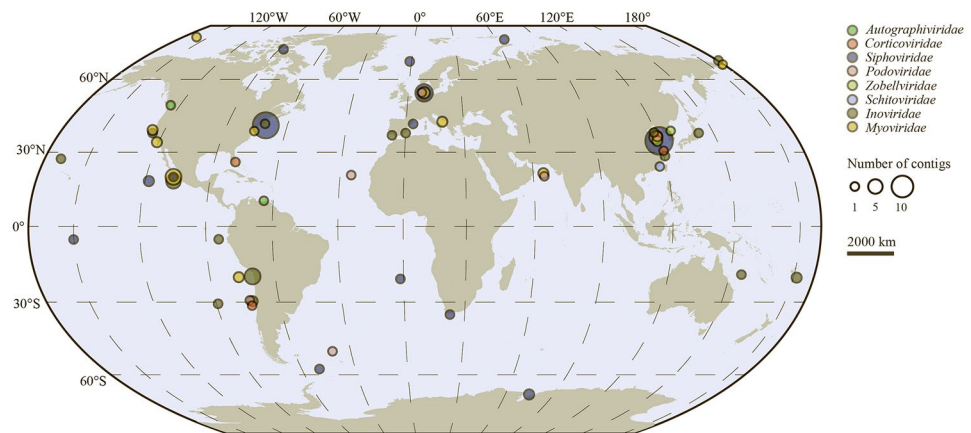 120°W 60°W 0° 60°E 120°E 180°
60°N
30°N
0°
30°S
60°S
Autographiviridae
Corticoviridae
Siphoviridae
Podoviridae
Zobellviridae
Schitoviridae
Inoviridae
Myoviridae
Number of contigs
1 5 10
2000 km